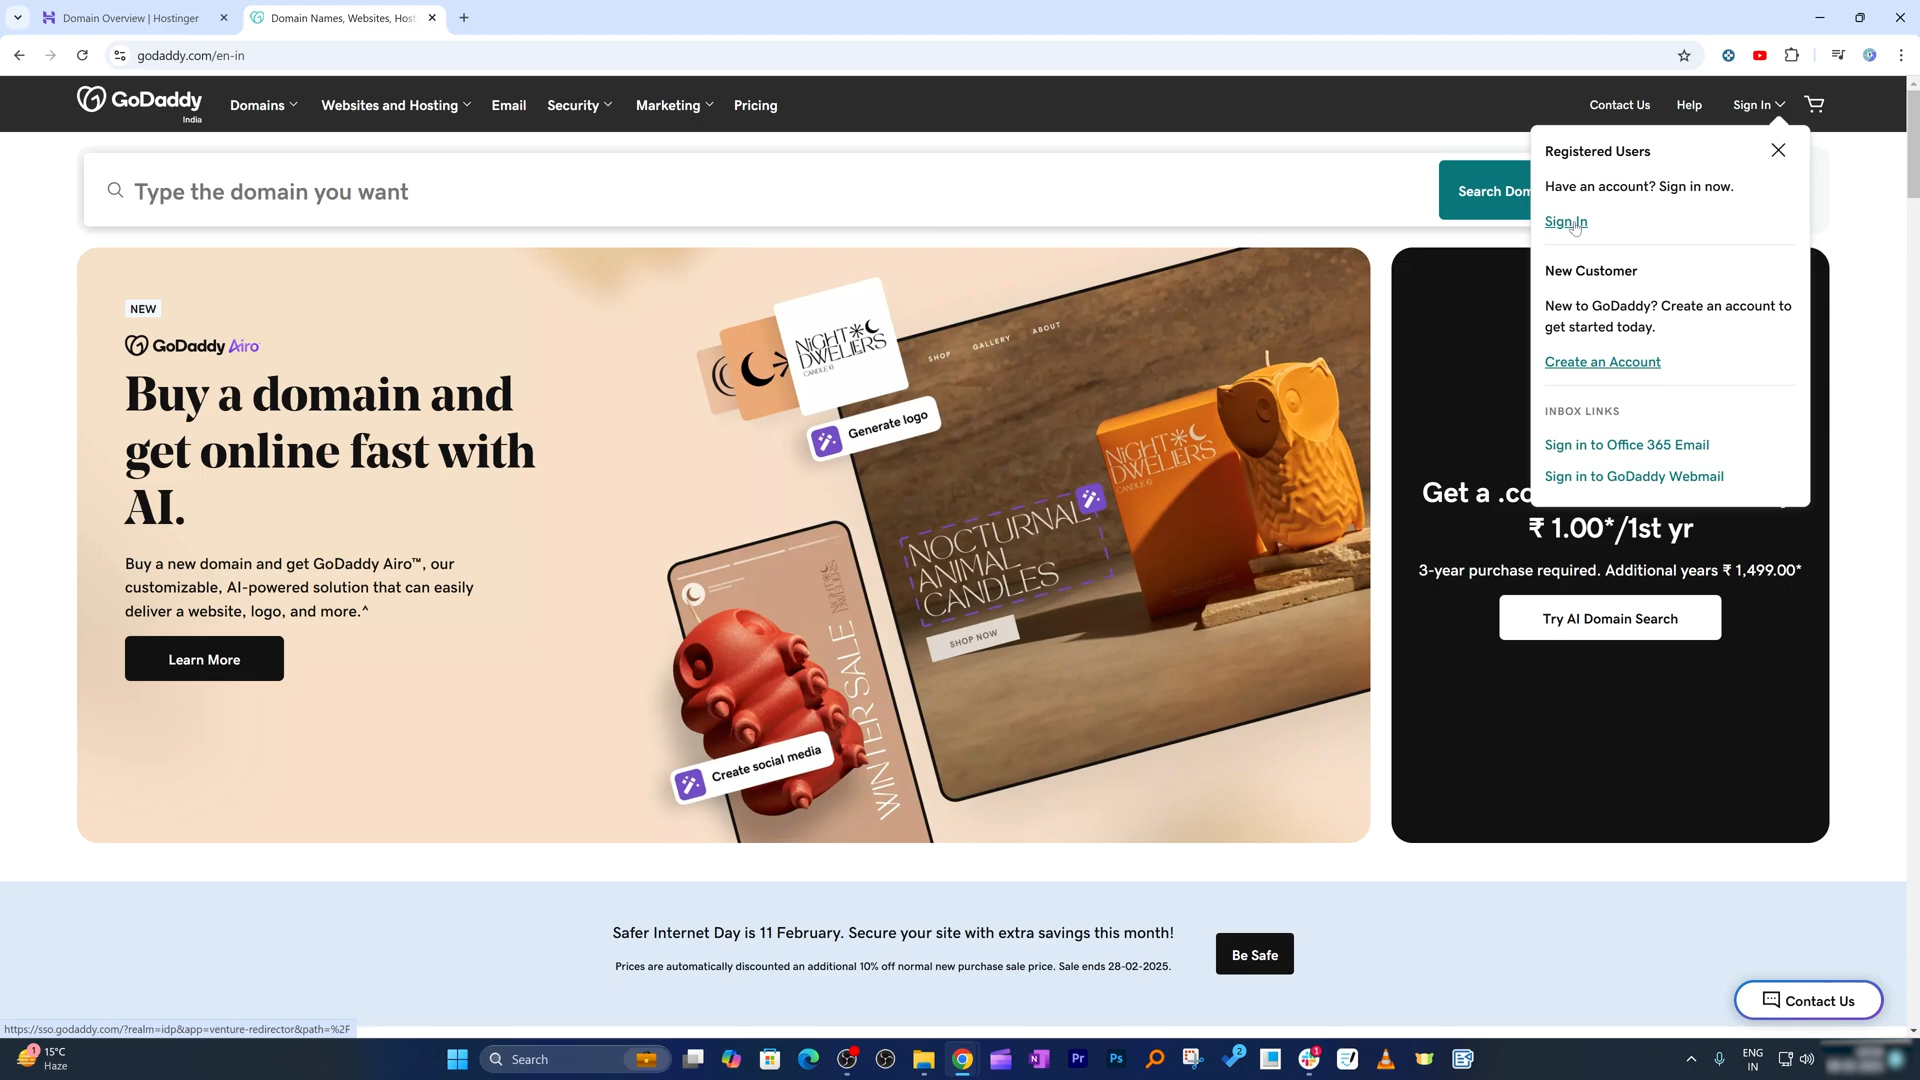 Domain Overview | Hostinger
Domain Names, Websites, Host
godaddy.com/en-in
GoDaddy
India
Domains
Websites and Hosting
Email
Security
Marketing
Pricing
Contact Us
Help
Sign In
Type the domain you want
Search Dom
Registered Users
Have an account? Sign in now.
Sign In
New Customer
New to GoDaddy? Create an account to
get started today.
Create an Account
INBOX LINKS
Sign in to Office 365 Email
Sign in to GoDaddy Webmail
NEW
GoDaddy Airo
Buy a domain and
get online fast with
AI.
Buy a new domain and get GoDaddy Airo™, our
customizable, AI-powered solution that can easily
deliver a website, logo, and more.^
Learn More
NIGHT
DWELLERS
Generate logo
SHOP
GALLERY
ABOUT
NIGHT
DWELLERS
NOCTURNAL
ANIMAL
CANDLES
SHOP NOW
WINTER SALE
Create social media
Get a .co
₹ 1.00*/1st yr
3-year purchase required. Additional years ₹ 1,499.00*
Try AI Domain Search
Safer Internet Day is 11 February. Secure your site with extra savings this month!
Prices are automatically discounted an additional 10% off normal new purchase sale price. Sale ends 28-02-2025.
Be Safe
Contact Us
https://sso.godaddy.com/?realm=idp&app=venture-redirector&path=%2F
1
15°C
Haze
Search
Pr
Ps
2
1
ENG
IN